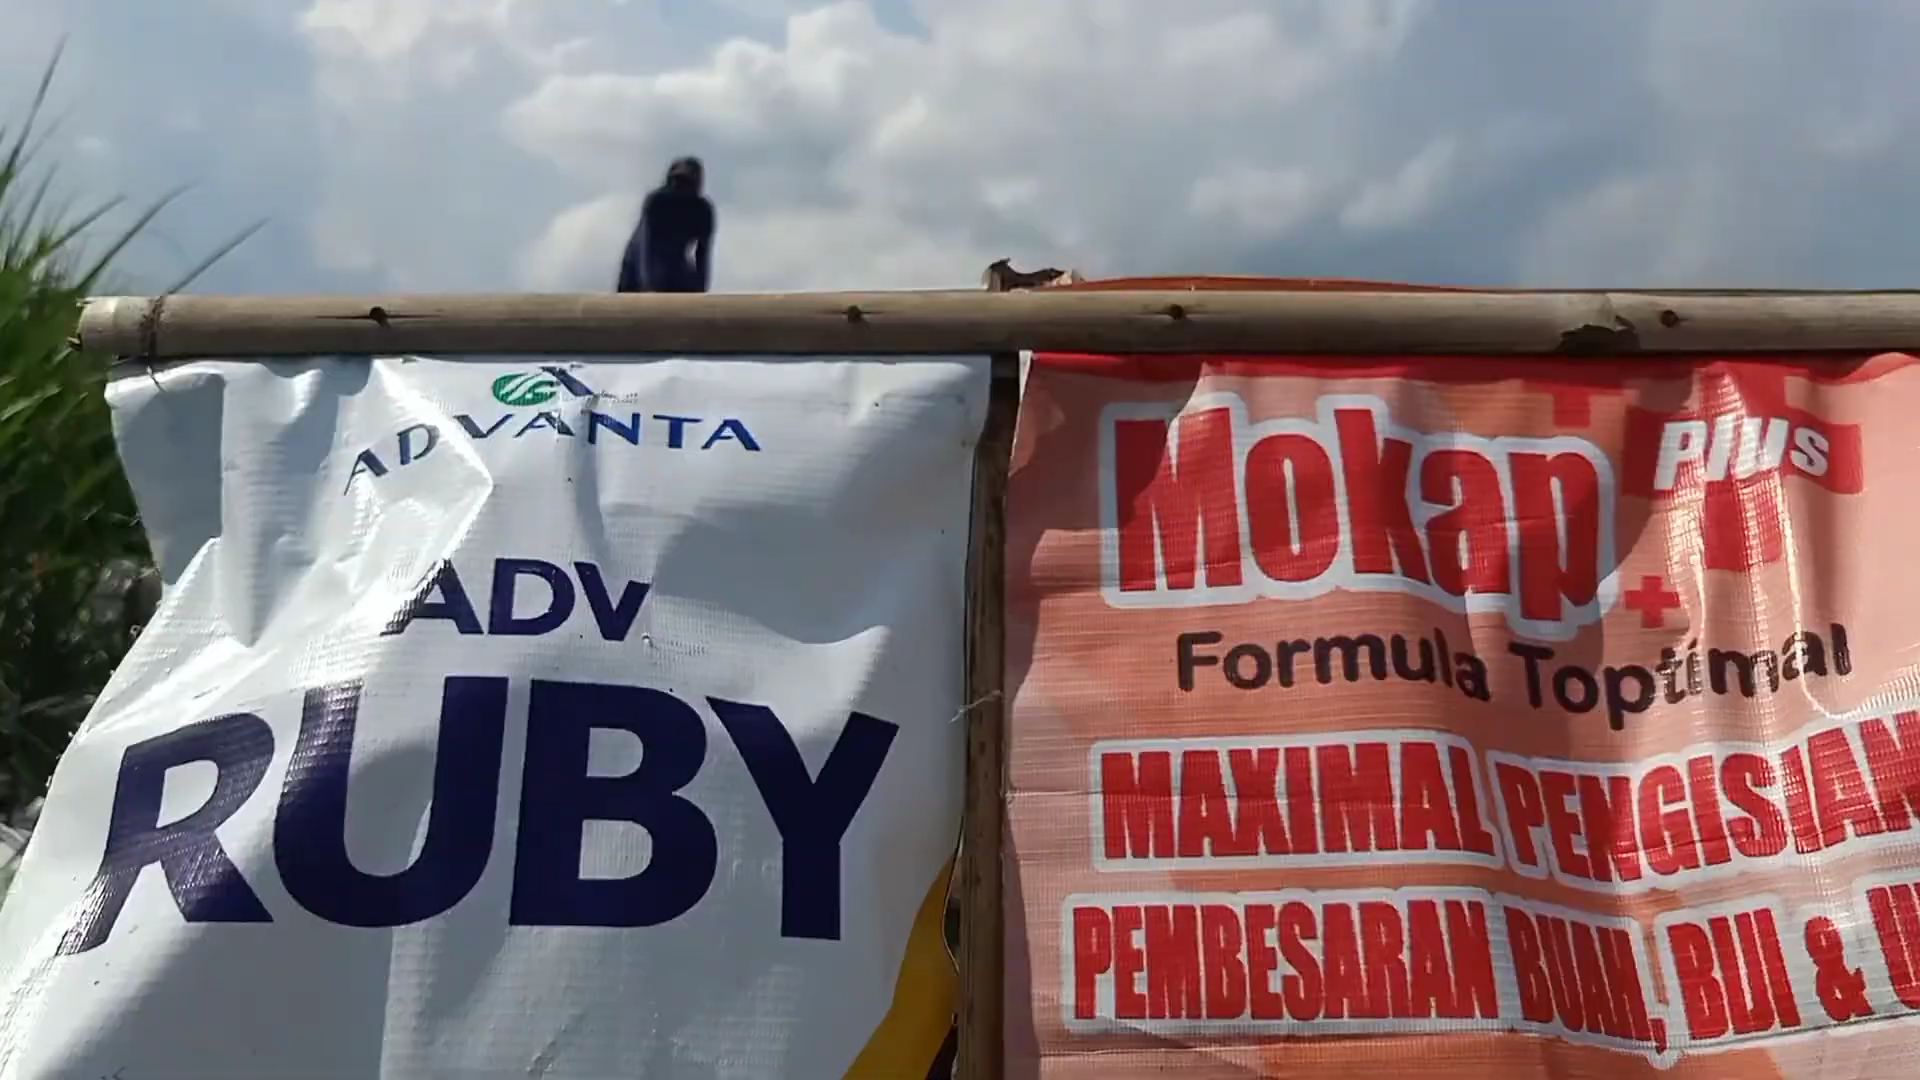 ADVANTA
ADV
RUBY
Mokap Plus
Formula Toptimal
MAXIMAL PENGISIAN
PEMBESARAN BUAH, BIJI &